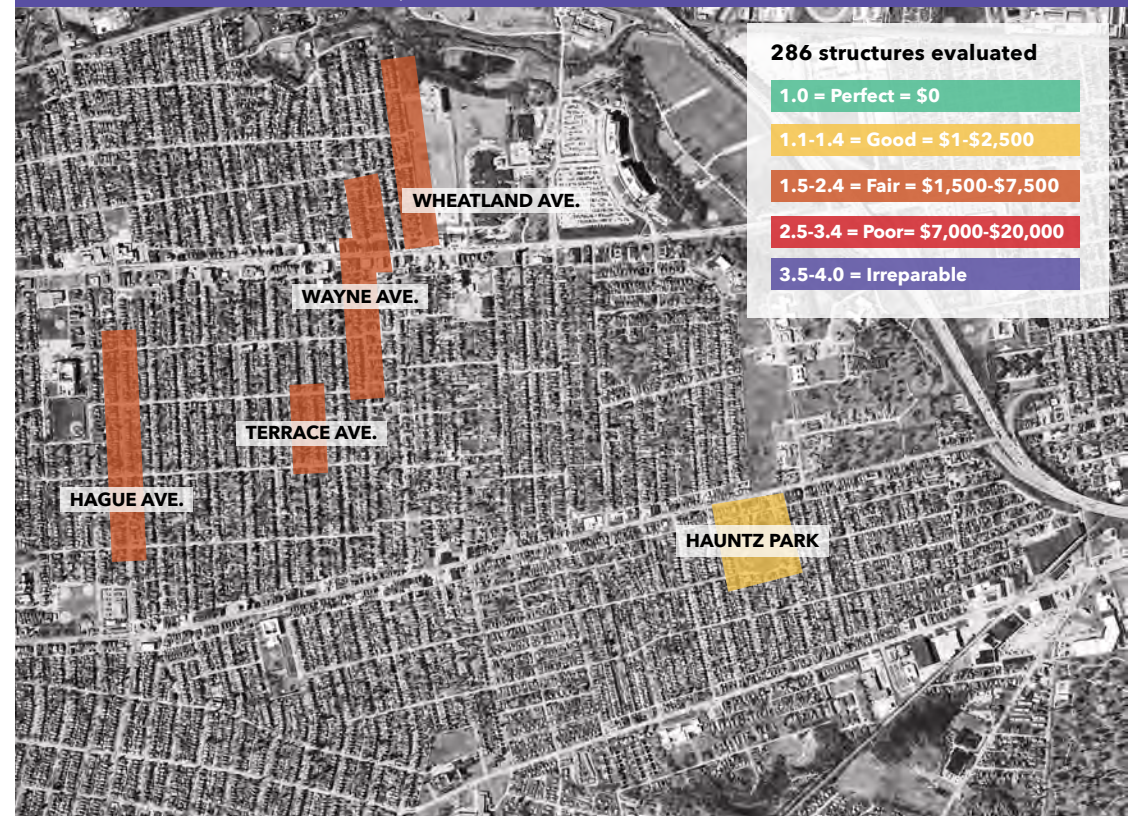 286 structures evaluated
1.0 = Perfect = $0
1.1-1.4 = Good = $1-$2,500
1.5-2.4 = Fair = $1,500-$7,500
2.5-3.4 = Poor= $7,000-$20,000
3.5-4.0 = Irreparable
WHEATLAND AVE.
WAYNE AVE.
TERRACE AVE.
HAGUE AVE.
HAUNTZ PARK